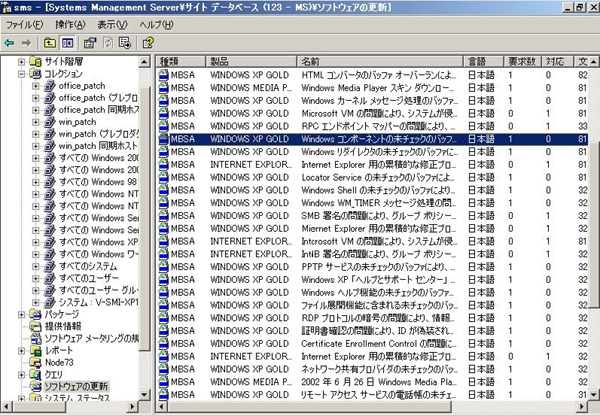 sms - [Systems Management Server¥サイト データベース (123 - MS)¥ソフトウェアの更新]
ファイル(F) 操作(A) 表示(V) ヘルプ(H)
サイト階層
コレクション
office_patch
office_patch (プレプロ
office_patch 同期ホスト
win_patch
win_patch (プレプロダク
win_patch 同期ホスト
すべての Windows 200
すべての Windows 98
すべての Windows NT
すべての Windows NT
すべての Windows Ser
すべての Windows Ser
すべての Windows XP
すべての Windows ワー
すべてのシステム
すべてのユーザー
すべてのユーザー グル
システム : V-SMI-XP1
パッケージ
提供情報
ソフトウェア メータリングの規
レポート
Node73
クエリ
ソフトウェアの更新
システム ステータス
種類 製品 名前 言語 要求数 対応 文
MBSA WINDOWS XP GOLD HTML コンバータのバッファ オーバーランによ... 日本語 1 0 82
MBSA WINDOWS MEDIA P... Windows Media Player スキン ダウンロー... 日本語 1 0 81
MBSA WINDOWS XP GOLD Windows カーネル メッセージ処理のバッファ... 日本語 1 0 81
MBSA WINDOWS XP GOLD Microsoft VM の問題により、システムが侵... 日本語 0 1 81
MBSA WINDOWS XP GOLD RPC エンドポイント マッパーの問題により、... 日本語 0 1 33
MBSA WINDOWS XP GOLD Windows コンポーネントの未チェックのバッフ... 日本語 1 0 81
MBSA WINDOWS XP GOLD Windows リダイレクタの未チェックのバッファに... 日本語 1 0 81
MBSA INTERNET EXPLOR... Internet Explorer 用の累積的な修正プロ... 日本語 0 1 81
MBSA WINDOWS XP GOLD Locator Service の未チェックのバッファに... 日本語 1 0 81
MBSA WINDOWS XP GOLD Windows Shell の未チェックのバッファにより... 日本語 1 0 32
MBSA WINDOWS XP GOLD Windows WM_TIMER メッセージ処理の問... 日本語 1 0 32
MBSA WINDOWS XP GOLD SMB 署名の問題により、グループ ポリシー... 日本語 0 1 32
MBSA WINDOWS XP GOLD Miernet Explorer 用の累積的な修正プロ... 日本語 0 1 32
MBSA INTERNET EXPLOR... Introsoft VM の問題により、システムが侵... 日本語 1 0 81
MBSA INTERNET EXPLOR... IntIB 署名の問題により、グループ ポリシー... 日本語 0 1 32
MBSA WINDOWS XP GOLD PPTP サービスの未チェックのバッファに... 日本語 1 0 32
MBSA WINDOWS XP GOLD Windows XP 「ヘルプとサポート センター」... 日本語 1 0 32
MBSA WINDOWS XP GOLD Windows ヘルプ機能の未チェックのバッファ... 日本語 1 0 32
MBSA WINDOWS XP GOLD ファイル展開機能に含まれる未チェックのバッ... 日本語 1 0 32
MBSA WINDOWS XP GOLD RDP プロトコルの暗号の問題により、情報... 日本語 1 0 32
MBSA WINDOWS XP GOLD 証明書確認の問題により、ID が偽装され... 日本語 1 0 32
MBSA WINDOWS XP GOLD Certificate Enrollment Control の問題に... 日本語 1 0 32
MBSA INTERNET EXPLOR... Internet Explorer 用の累積的な修正プロ... 日本語 0 1 32
MBSA WINDOWS XP GOLD ネットワーク共有プロバイダの未チェックのバッフ... 日本語 1 0 32
MBSA WINDOWS MEDIA P... 2002 年 6 月 26 日 Windows Media Pla... 日本語 1 0 32
MBSA WINDOWS XP GOLD リモート アクセス サービスの電話帳の未チェ... 日本語 1 0 31